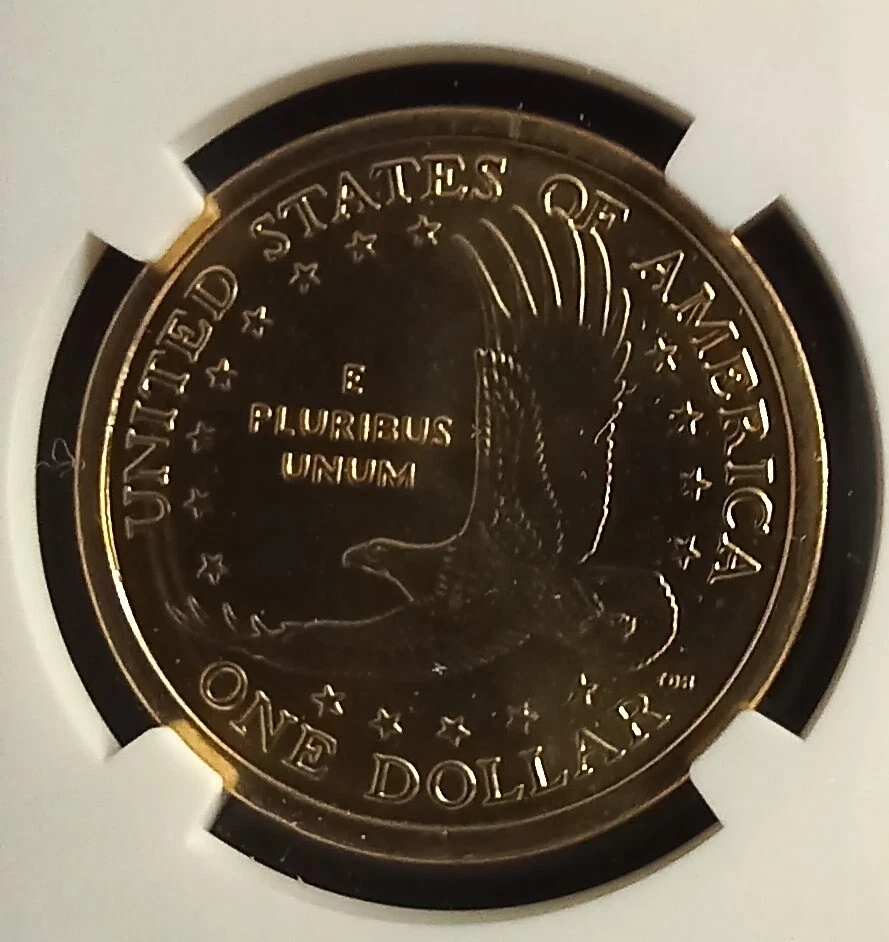 UNITED STATES OF AMERICA
E
PLURIBUS
UNUM
ONE DOLLAR